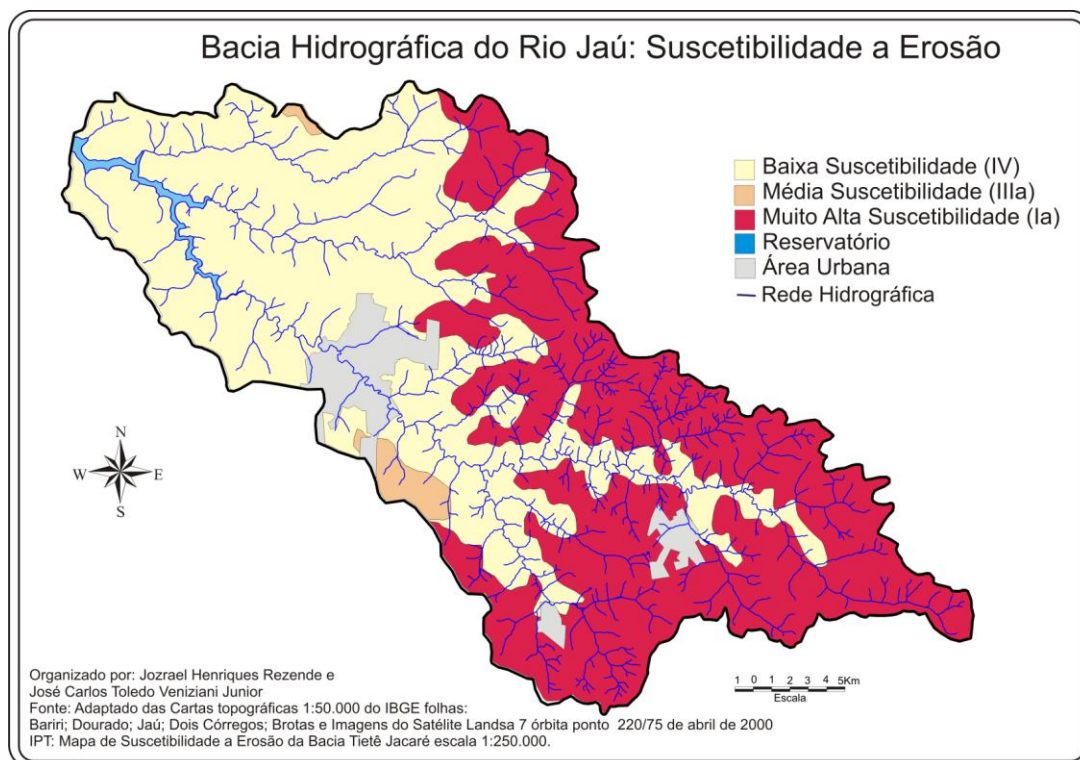 Bacia Hidrográfica do Rio Jaú: Suscetibilidade a Erosão
Baixa Suscetibilidade (IV)
Média Suscetibilidade (IIIa)
Muito Alta Suscetibilidade (Ia)
Reservatório
Área Urbana
Rede Hidrográfica
N
W E
S
1 0 1 2 3 4 5Km
Escala
Organizado por: Jozrael Henriques Rezende e
José Carlos Toledo Veniziani Junior
Fonte: Adaptado das Cartas topográficas 1:50.000 do IBGE folhas:
Bariri; Dourado; Jaú; Dois Córregos; Brotas e Imagens do Satélite Landsa 7 órbita ponto 220/75 de abril de 2000
IPT: Mapa de Suscetibilidade a Erosão da Bacia Tietê Jacaré escala 1:250.000.